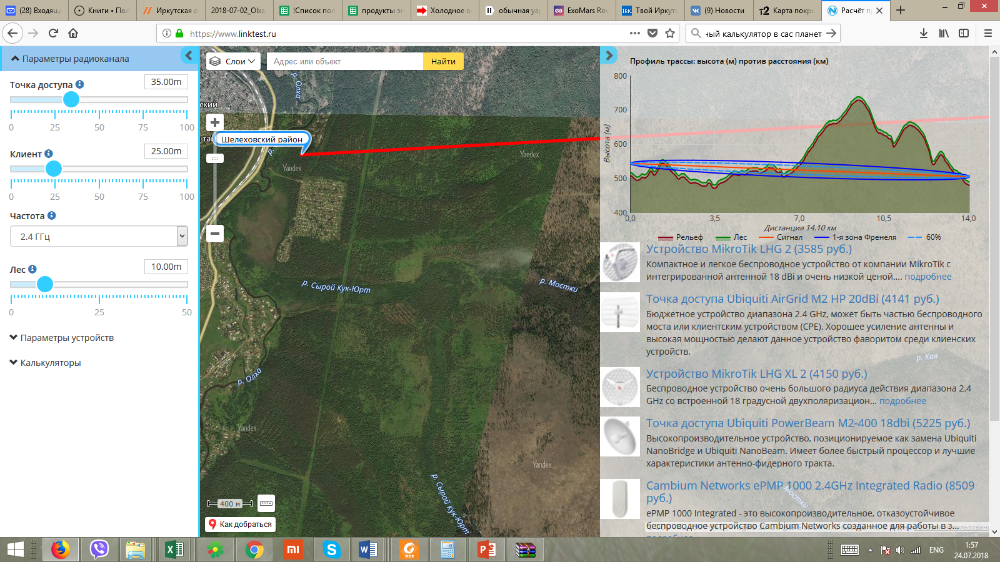 (28) Входящи
Книги • Пол
Иркутская о
2018-07-02_Olxa_
!Список пол
продукты эн
Холодное о
обычная уар
ExoMars Rov
Твой Иркутс
(9) Новости
Карта покры
Расчёт п
https://www.linktest.ru
ный калькулятор в сас планет
Параметры радиоканала
Точка доступа
35.00m
0 25 50 75 100
Клиент
25.00m
0 25 50 75 100
Частота
2.4 ГГц
Лес
10.00m
0 25 50
Параметры устройств
Калькуляторы
Слои
Адрес или объект
Найти
р. Олха
ский
Шелеховский район
Yandex
Yandex
р. Сырой Кук-Юрт
р. Мостки
р. Олха
Yandex
Yandex
р. Сырой Кук-Юрт
400 м
Как добраться
Профиль трассы: высота (м) против расстояния (км)
Высота (м)
800
700
600
500
400
0,0 3,5 7,0 10,5 14,0
Дистанция 14.10 км
Рельеф Лес Сигнал 1-я зона Френеля 60%
Устройство MikroTik LHG 2 (3585 руб.)
Компактное и легкое беспроводное устройство от компании MikroTik с
интегрированной антенной 18 dBi и очень низкой ценой.... подробнее
Точка доступа Ubiquiti AirGrid M2 HP 20dBi (4141 руб.)
Бюджетное устройство диапазона 2.4 GHz, может быть частью беспроводного
моста или клиентским устройством (CPE). Хорошее усиление антенны и
высокая мощностью делают данное устройство фаворитом среди клиенских
устройств.
р. Кая
Устройство MikroTik LHG XL 2 (4150 руб.)
Беспроводное устройство очень большого радиуса действия диапазона 2.4
GHz со встроенной 18 градусной двухполяризацион... подробнее
Точка доступа Ubiquiti PowerBeam M2-400 18dbi (5225 руб.)
Высокопроизводительное устройство, позиционируемое как замена Ubiquiti
NanoBridge и Ubiquiti NanoBeam. Имеет более быстрый процессор и лучшие
характеристики антенно-фидерного тракта.
Cambium Networks ePMP 1000 2.4GHz Integrated Radio (8509
руб.)
ePMP 1000 Integrated - это высокопроизводительное, отказоустойчивое
беспроводное устройство Cambium Networks созданное для работы в з...
подробнее
ENG
1:57
24.07.2018